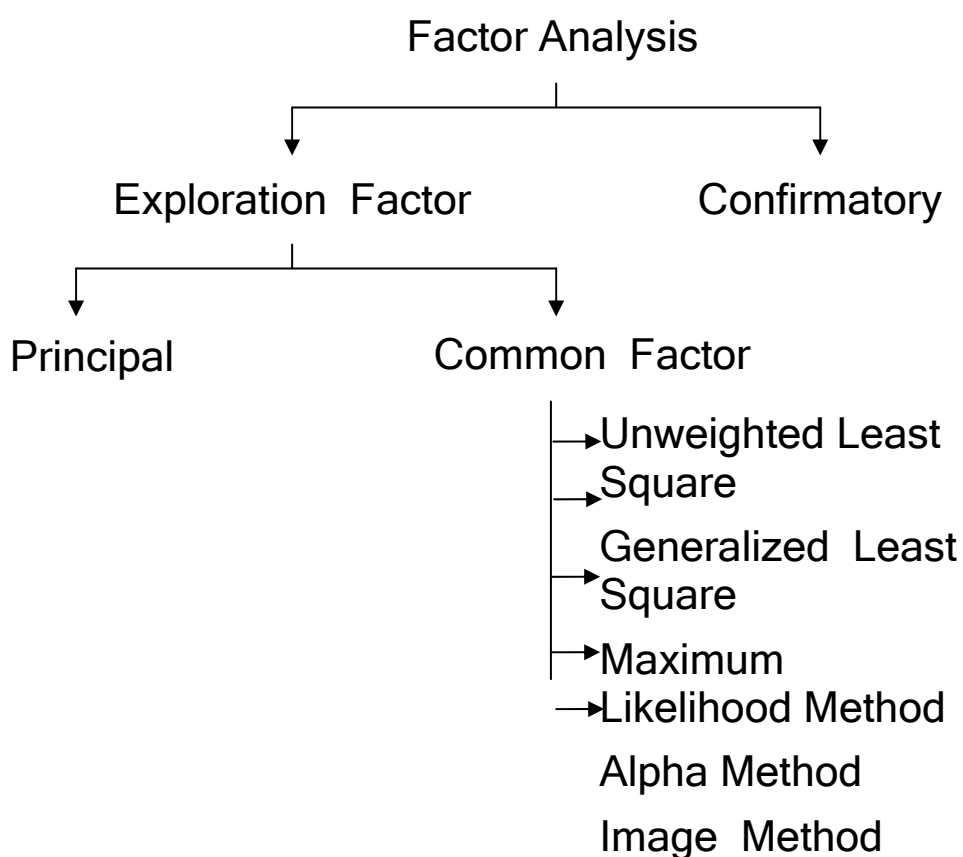 Factor Analysis
Exploration Factor
Confirmatory
Principal
Common Factor
Unweighted Least
Square
Generalized Least
Square
Maximum
Likelihood Method
Alpha Method
Image Method